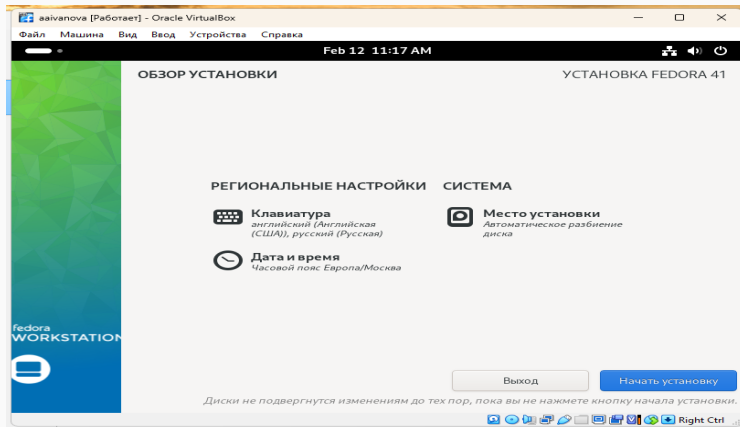 aaivanova [Работает] - Oracle VirtualBox
Файл Машина Вид Ввод Устройства Справка
Feb 12 11:17 AM
ОБЗОР УСТАНОВКИ
УСТАНОВКА FEDORA 41
РЕГИОНАЛЬНЫЕ НАСТРОЙКИ
СИСТЕМА
Клавиатура
английский (Английская
(США)), русский (Русская)
Место установки
Автоматическое разбиение
диска
Дата и время
Часовой пояс Европа/Москва
fedora
WORKSTATION
Выход
Начать установку
Диски не подвергнутся изменениям до тех пор, пока вы не нажмете кнопку начала установки.
Right Ctrl